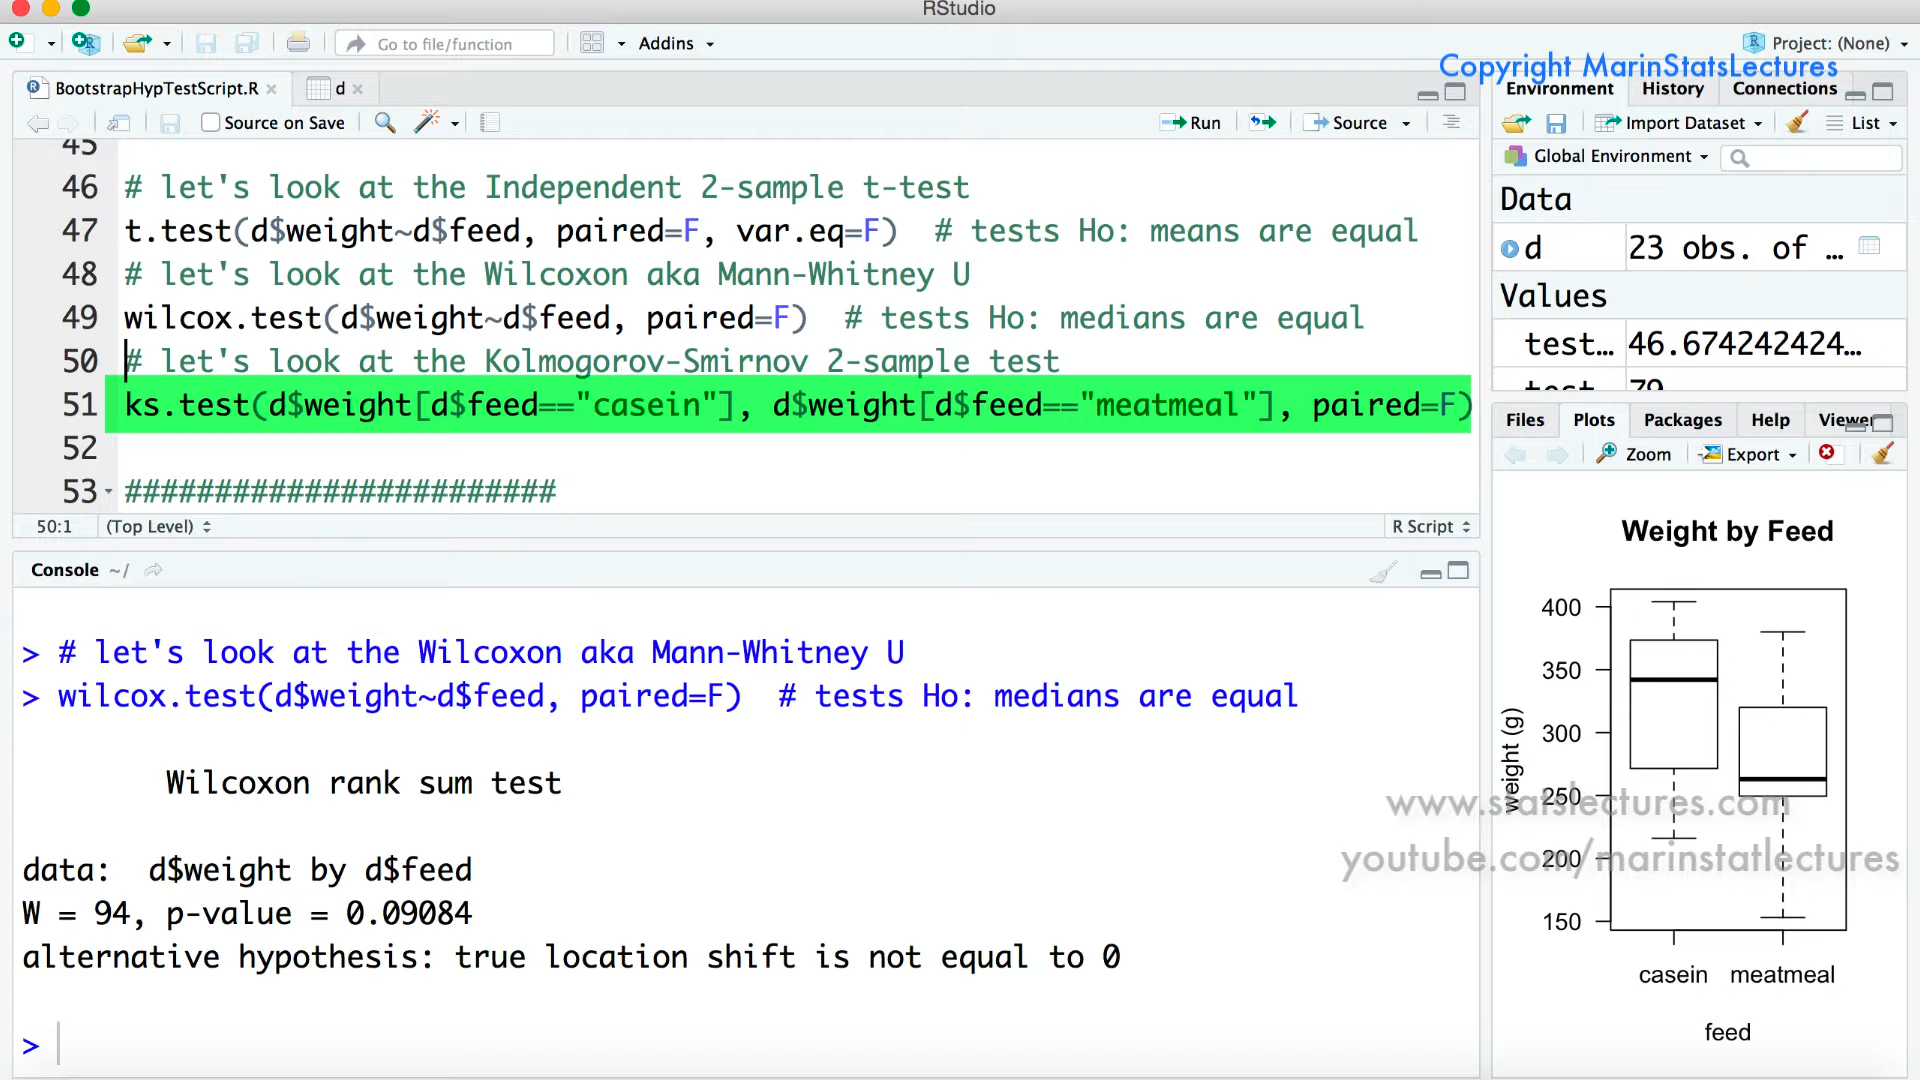 RStudio
Go to file/function
Addins
Project: (None)
Copyright MarinStatsLectures
BootstrapHypTestScript.R
d
Source on Save
Run
Source
45
46 # let's look at the Independent 2-sample t-test
47 t.test(d$weight~d$feed, paired=F, var.eq=F)  # tests Ho: means are equal
48 # let's look at the Wilcoxon aka Mann-Whitney U
49 wilcox.test(d$weight~d$feed, paired=F)  # tests Ho: medians are equal
50 # let's look at the Kolmogorov-Smirnov 2-sample test
51 ks.test(d$weight[d$feed=="casein"], d$weight[d$feed=="meatmeal"], paired=F)
52
53 ########################
50:1 (Top Level) R Script
Console ~/
> # let's look at the Wilcoxon aka Mann-Whitney U
> wilcox.test(d$weight~d$feed, paired=F)  # tests Ho: medians are equal
Wilcoxon rank sum test
data:  d$weight by d$feed
W = 94, p-value = 0.09084
alternative hypothesis: true location shift is not equal to 0
>
Environment History Connections
Import Dataset List
Global Environment
Data
d 23 obs. of …
Values
test… 46.674242424…
Files Plots Packages Help Viewer
Zoom Export
Weight by Feed
weight (g)
400
350
300
250
200
150
casein meatmeal
feed
www.statslectures.com
youtube.com/marinstatlectures